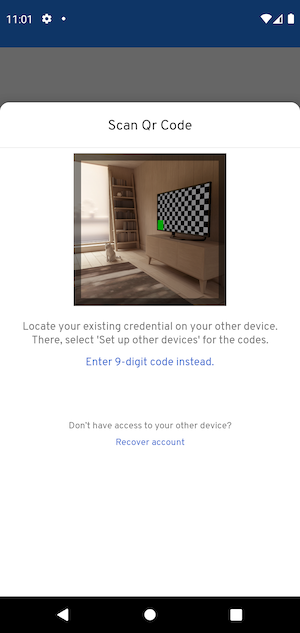 11:01
Scan Qr Code
Locate your existing credential on your other device.
There, select 'Set up other devices' for the codes.
Enter 9-digit code instead.
Don't have access to your other device?
Recover account